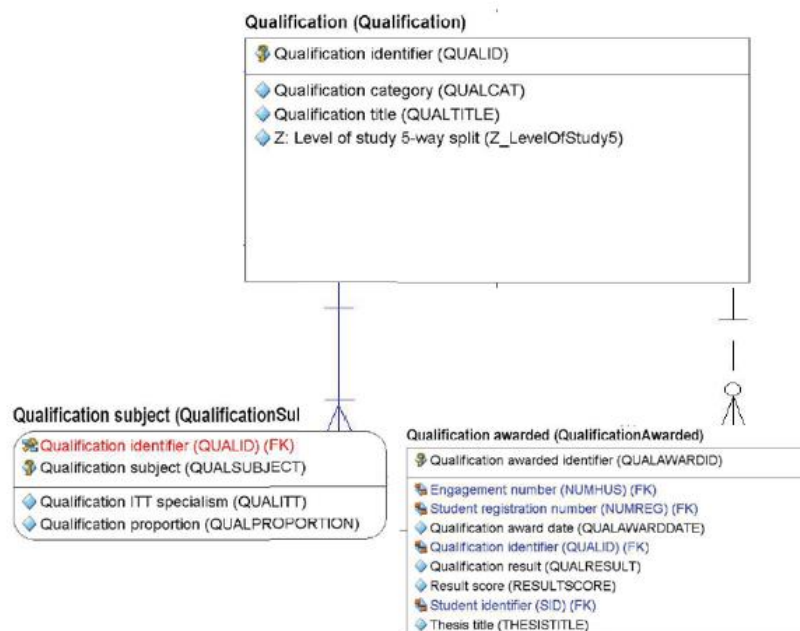 Qualification (Qualification)
Qualification identifier (QUALID)
Qualification category (QUALCAT)
Qualification title (QUALTITLE)
Z: Level of study 5-way split (Z_LevelOfStudy5)
Qualification subject (QualificationSul
Qualification identifier (QUALID) (FK)
Qualification subject (QUALSUBJECT)
Qualification ITT specialism (QUALITT)
Qualification proportion (QUALPROPORTION)
Qualification awarded (QualificationAwarded)
Qualification awarded identifier (QUALAWARDID)
Engagement number (NUMHUS) (FK)
Student registration number (NUMREG) (FK)
Qualification award date (QUALAWARDDATE)
Qualification identifier (QUALID) (FK)
Qualification result (QUALRESULT)
Result score (RESULTSCORE)
Student identifier (SID) (FK)
Thesis title (THESISTITLE)